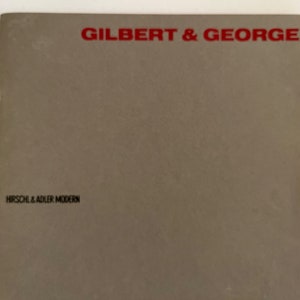 GILBERT & GEORGE
HIRSCHL & ADLER MODERN